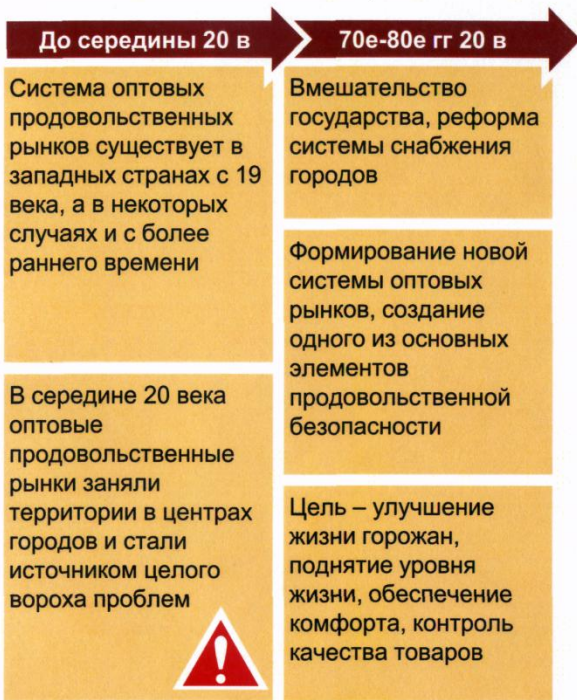 До середины 20 в
Система оптовых
продовольственных
рынков существует в
западных странах с 19
века, а в некоторых
случаях и с более
раннего времени
В середине 20 века
оптовые
продовольственные
рынки заняли
территории в центрах
городов и стали
источником целого
вороха проблем
70е-80е гг 20 в
Вмешательство
государства, реформа
системы снабжения
городов
Формирование новой
системы оптовых
рынков, создание
одного из основных
элементов
продовольственной
безопасности
Цель – улучшение
жизни горожан,
поднятие уровня
жизни, обеспечение
комфорта, контроль
качества товаров